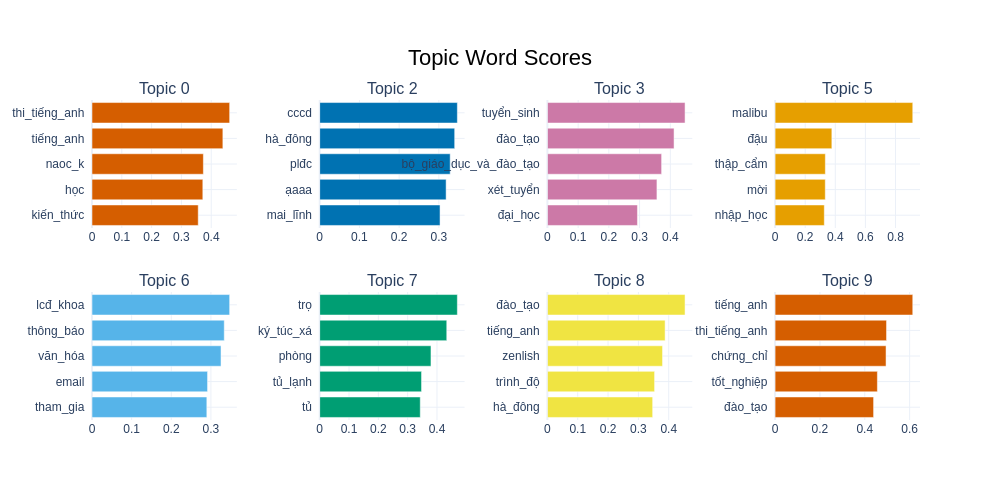 Topic Word Scores
Topic 0
thi_tiếng_anh
tiếng_anh
naoc_k
học
kiến_thức
0 0.1 0.2 0.3 0.4
Topic 2
cccd
hà_đông
plđc
ạaaa
mai_lĩnh
0 0.1 0.2 0.3
Topic 3
tuyển_sinh
đào_tạo
bộ_giáo_dục_và_đào_tạo
xét_tuyển
đại_học
0 0.1 0.2 0.3 0.4
Topic 5
malibu
đậu
thập_cẩm
mời
nhập_học
0 0.2 0.4 0.6 0.8
Topic 6
lcđ_khoa
thông_báo
văn_hóa
email
tham_gia
0 0.1 0.2 0.3
Topic 7
trọ
ký_túc_xá
phòng
tủ_lạnh
tủ
0 0.1 0.2 0.3 0.4
Topic 8
đào_tạo
tiếng_anh
zenlish
trình_độ
hà_đông
0 0.1 0.2 0.3 0.4
Topic 9
tiếng_anh
thi_tiếng_anh
chứng_chỉ
tốt_nghiệp
đào_tạo
0 0.2 0.4 0.6